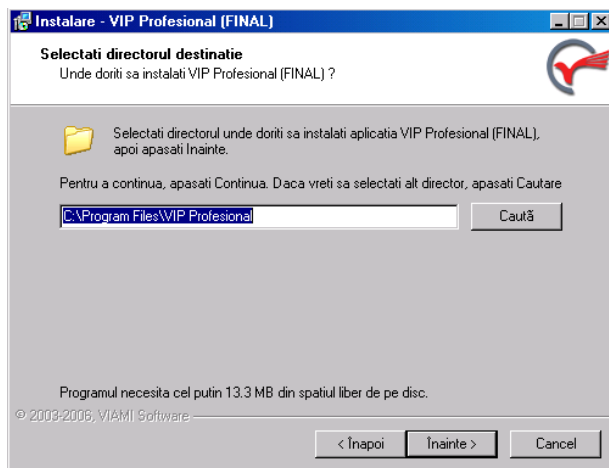 Instalare - VIP Profesional (FINAL)
Selectati directorul destinatie
Unde doriti sa instalati VIP Profesional (FINAL) ?
Selectati directorul unde doriti sa instalati aplicatia VIP Profesional (FINAL),
apoi apasati Inainte.
Pentru a continua, apasati Continua. Daca vreti sa selectati alt director, apasati Cautare
C:\Program Files\VIP Profesional
Caută
Programul necesita cel putin 13.3 MB din spatiul liber de pe disc.
© 2003-2006, VIAMI Software
< Înapoi
Înainte >
Cancel